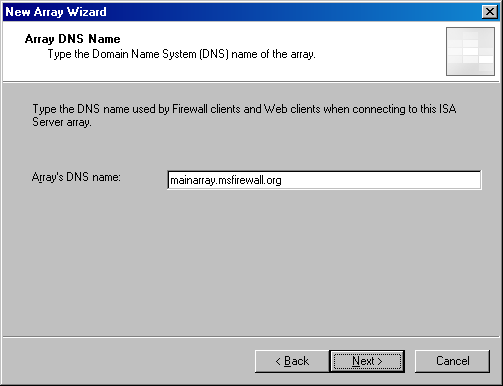 New Array Wizard
Array DNS Name
Type the Domain Name System (DNS) name of the array.
Type the DNS name used by Firewall clients and Web clients when connecting to this ISA
Server array.
Array's DNS name:
mainarray.msfirewall.org
< Back
Next >
Cancel